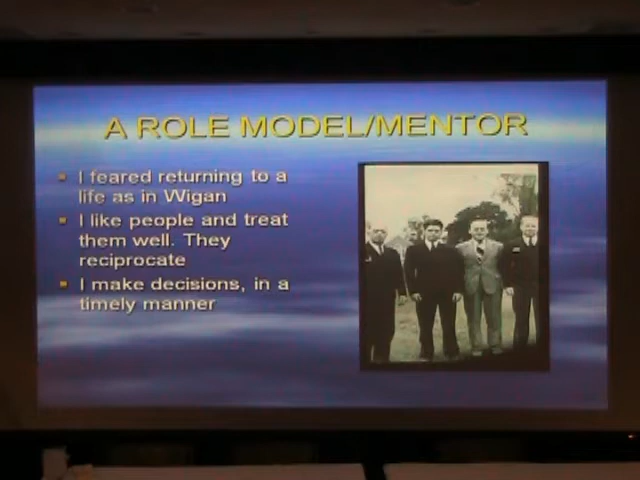 A ROLE MODEL/MENTOR
I feared returning to a
life as in Wigan
I like people and treat
them well. They
reciprocate
I make decisions, in a
timely manner